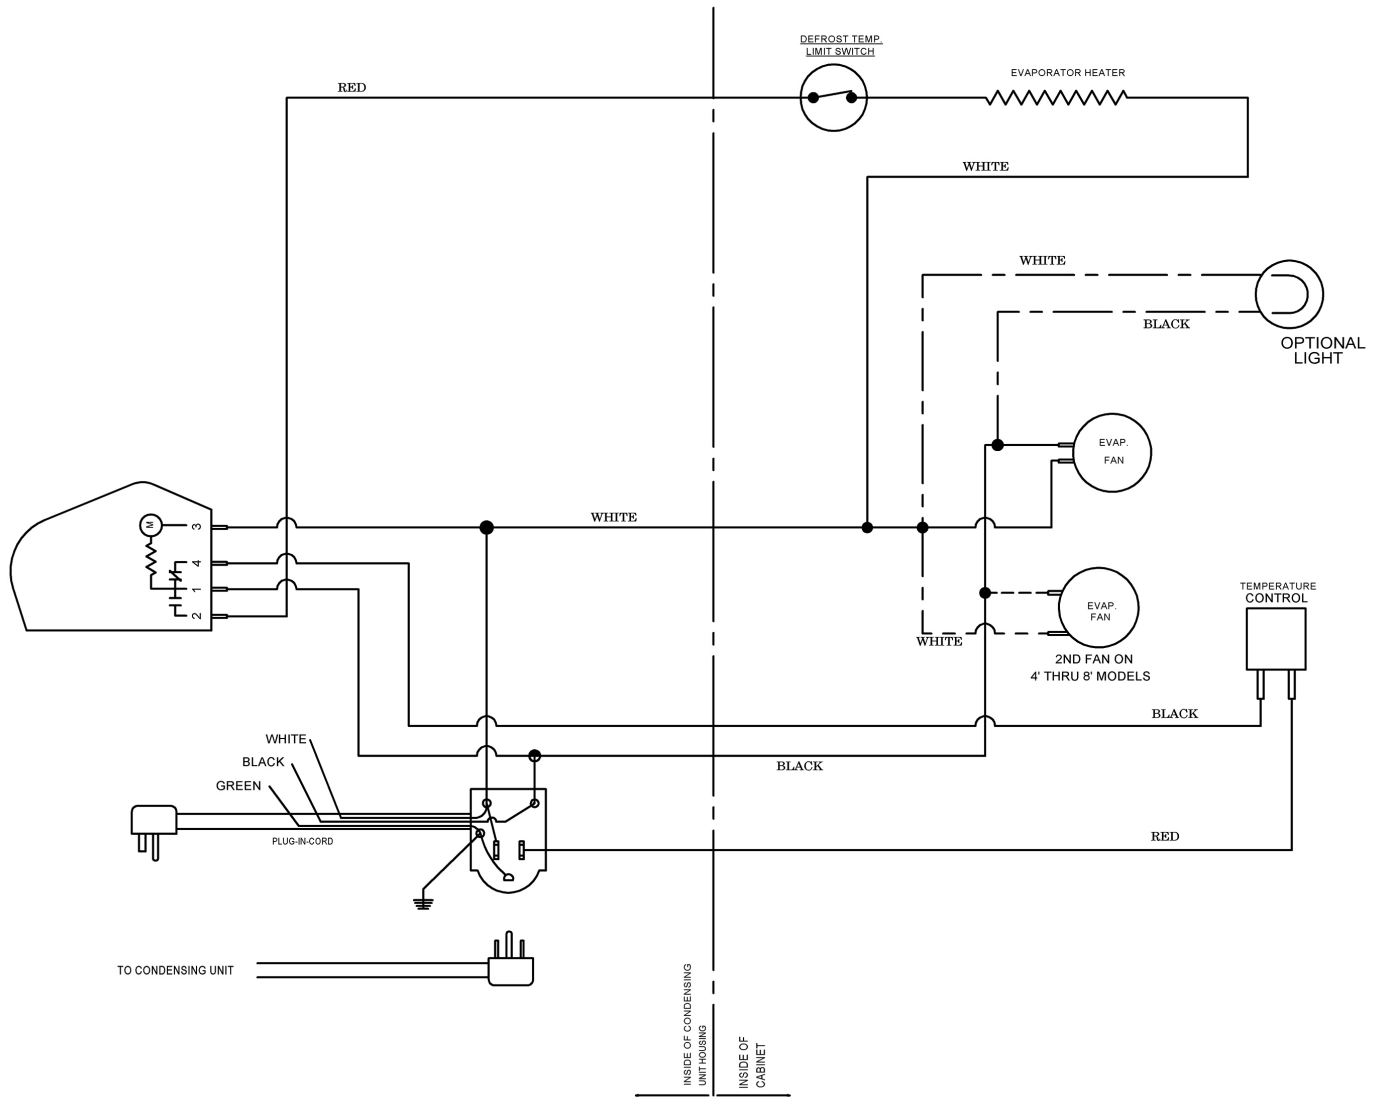 DEFROST TEMP.
LIMIT SWITCH
EVAPORATOR HEATER
RED
WHITE
WHITE
BLACK
OPTIONAL
LIGHT
EVAP.
FAN
WHITE
M
3
4
1
2
EVAP.
FAN
WHITE
2ND FAN ON
4' THRU 8' MODELS
TEMPERATURE
CONTROL
BLACK
BLACK
WHITE
BLACK
GREEN
PLUG-IN-CORD
RED
TO CONDENSING UNIT
INSIDE OF CONDENSING
UNIT HOUSING
INSIDE OF
CABINET